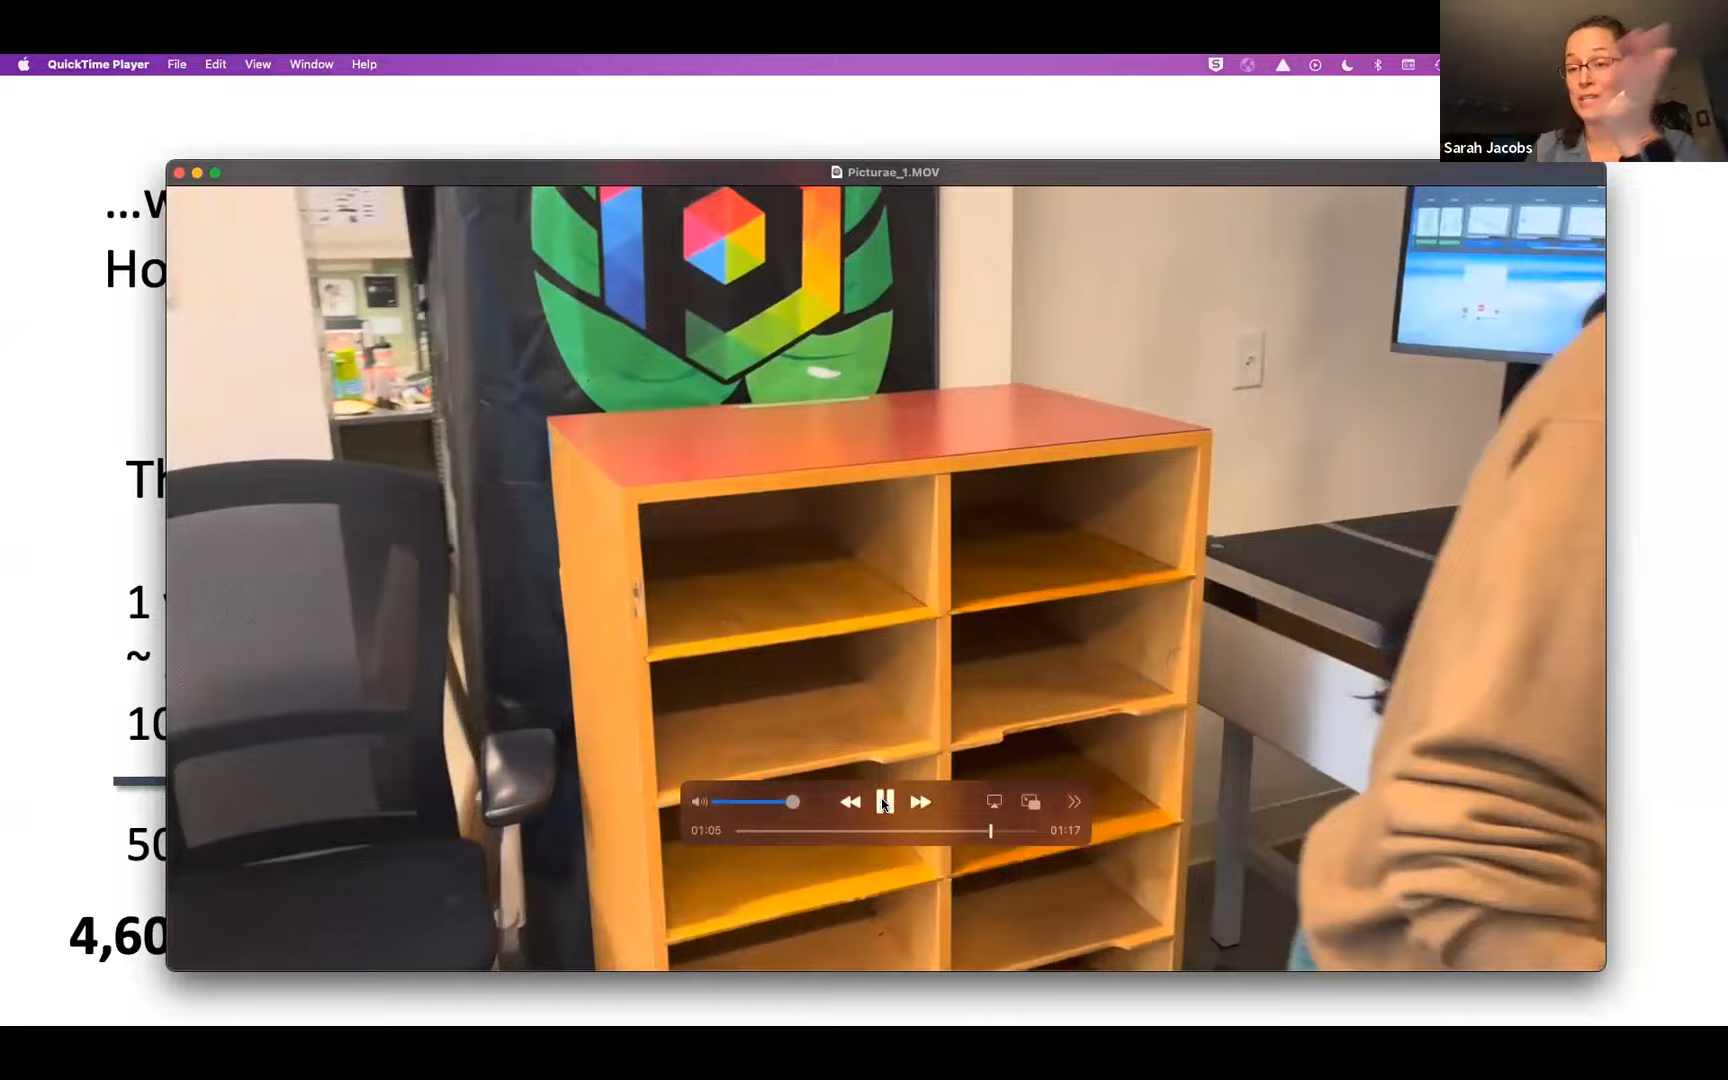 QuickTime Player File Edit View Window Help
Sarah Jacobs
Picturae_1.MOV
...w
Ho
Th
1
~
10
50
4,60
01:05 01:17